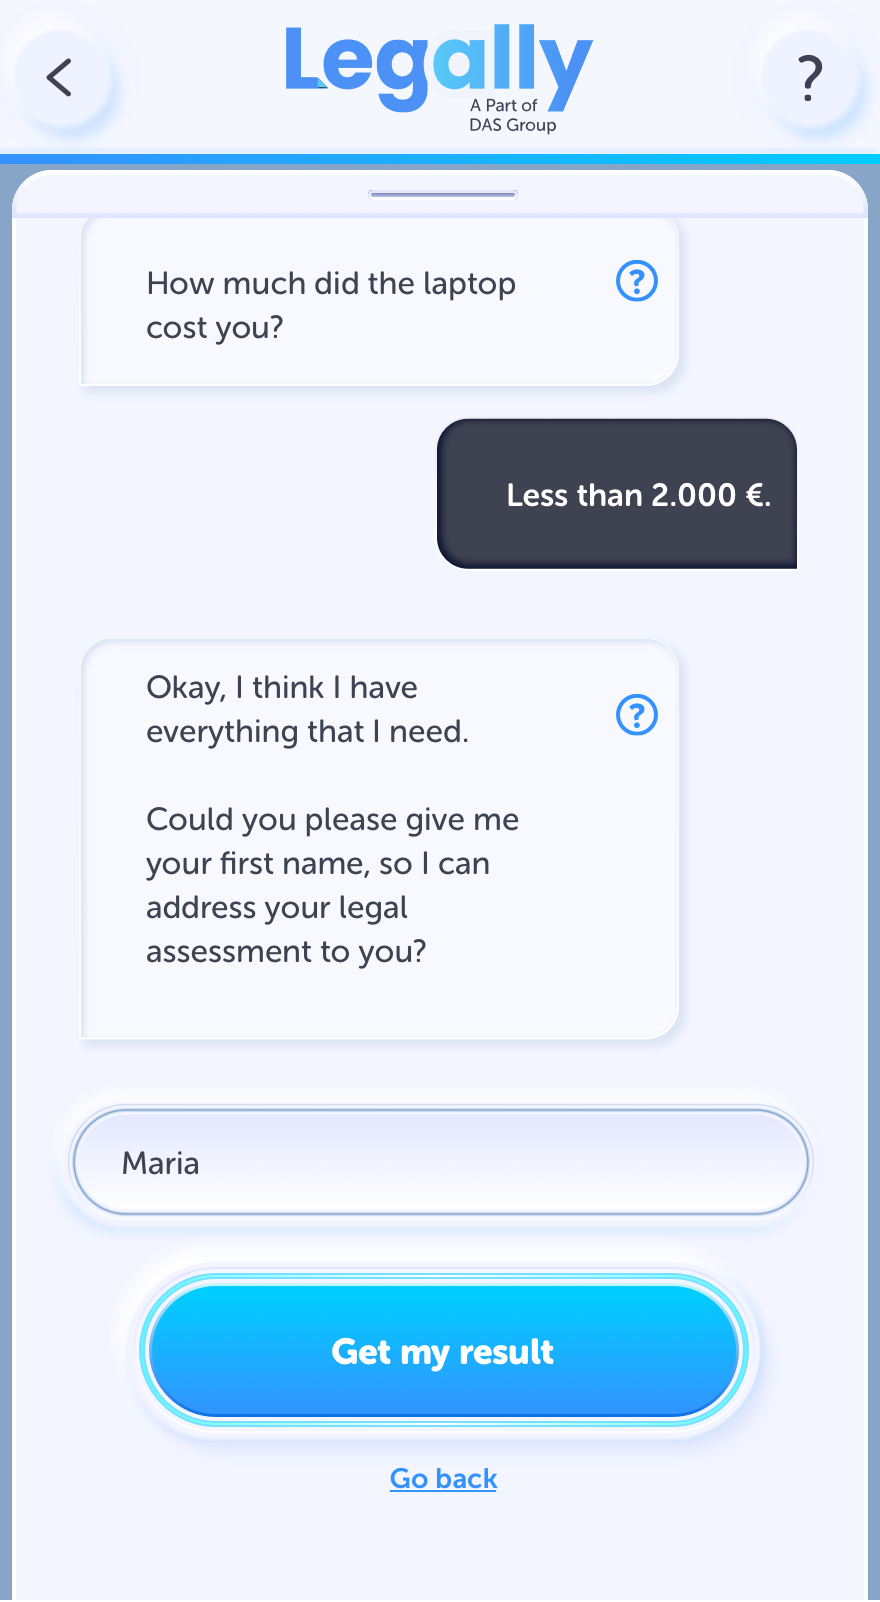 Legally
A Part of
DAS Group
?
How much did the laptop
cost you?
?
Less than 2.000 €.
Okay, I think I have
everything that I need.
?
Could you please give me
your first name, so I can
address your legal
assessment to you?
Maria
Get my result
Go back